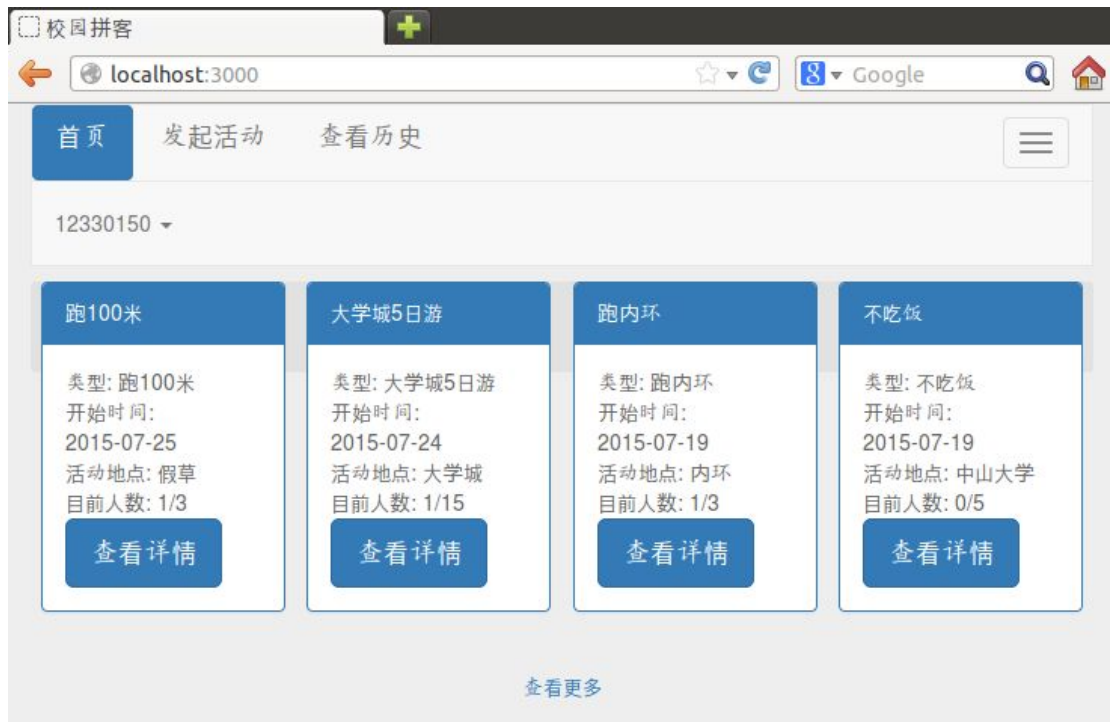 校园拼客
localhost:3000
Google
首页 发起活动 查看历史
12330150
跑100米
类型: 跑100米
开始时间:
2015-07-25
活动地点: 假草
目前人数: 1/3
查看详情
大学城5日游
类型: 大学城5日游
开始时间:
2015-07-24
活动地点: 大学城
目前人数: 1/15
查看详情
跑内环
类型: 跑内环
开始时间:
2015-07-19
活动地点: 内环
目前人数: 1/3
查看详情
不吃饭
类型: 不吃饭
开始时间:
2015-07-19
活动地点: 中山大学
目前人数: 0/5
查看详情
查看更多